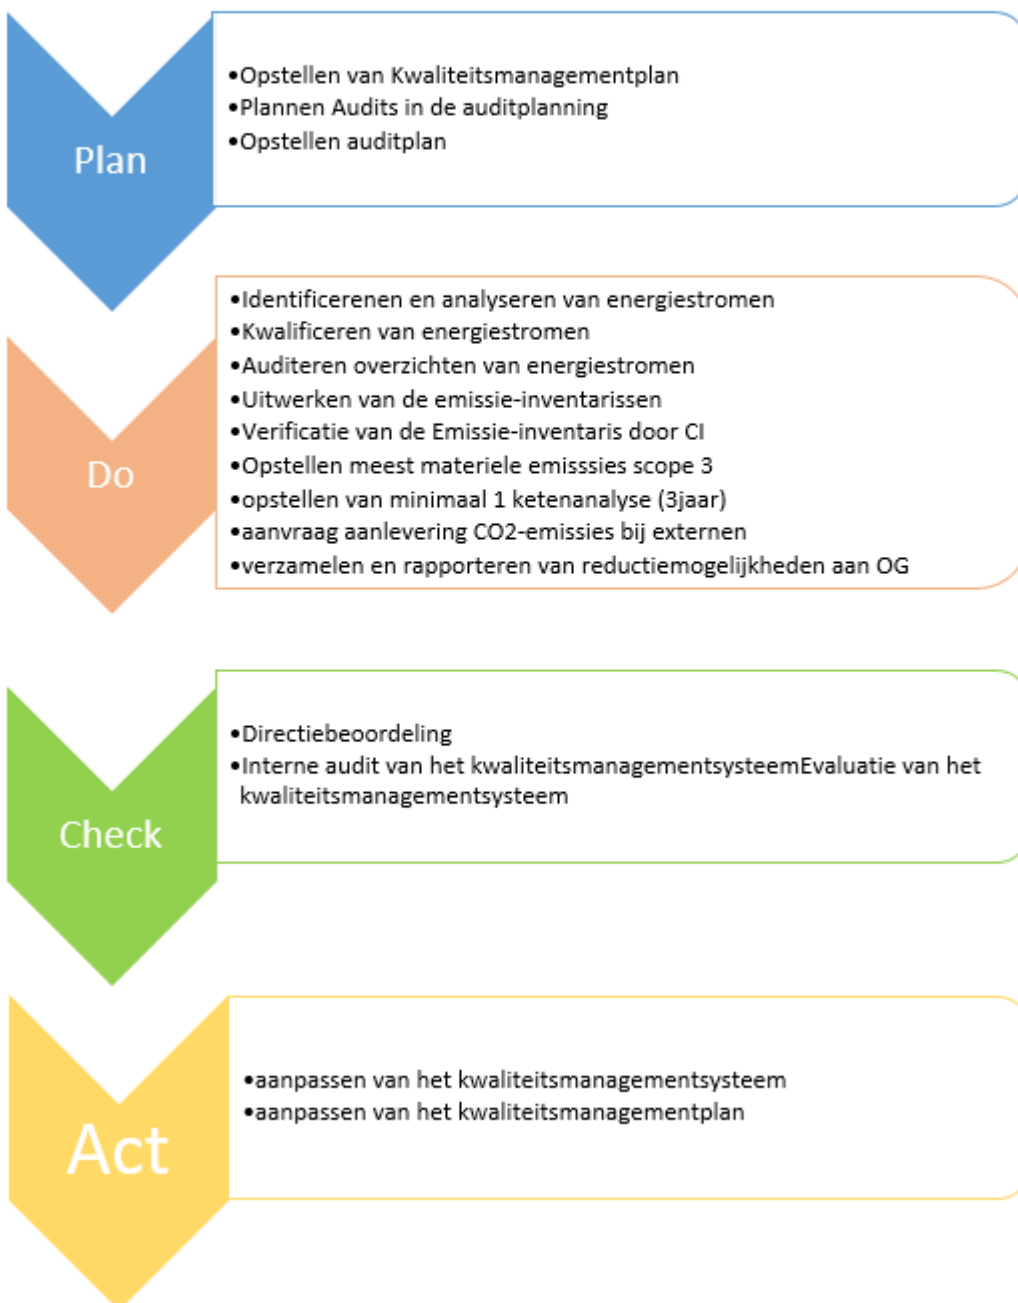 Plan
•Opstellen van Kwaliteitsmanagementplan
•Plannen Audits in de auditplanning
•Opstellen auditplan
Do
•Identificerenen en analyseren van energiestromen
•Kwalificeren van energiestromen
•Auditeren overzichten van energiestromen
•Uitwerken van de emissie-inventarissen
•Verificatie van de Emissie-inventaris door CI
•Opstellen meest materiele emisssies scope 3
•opstellen van minimaal 1 ketenanalyse (3jaar)
•aanvraag aanlevering CO2-emissies bij externen
•verzamelen en rapporteren van reductiemogelijkheden aan OG
Check
•Directiebeoordeling
•Interne audit van het kwaliteitsmanagementsysteemEvaluatie van het
kwaliteitsmanagementsysteem
Act
•aanpassen van het kwaliteitsmanagementsysteem
•aanpassen van het kwaliteitsmanagementplan